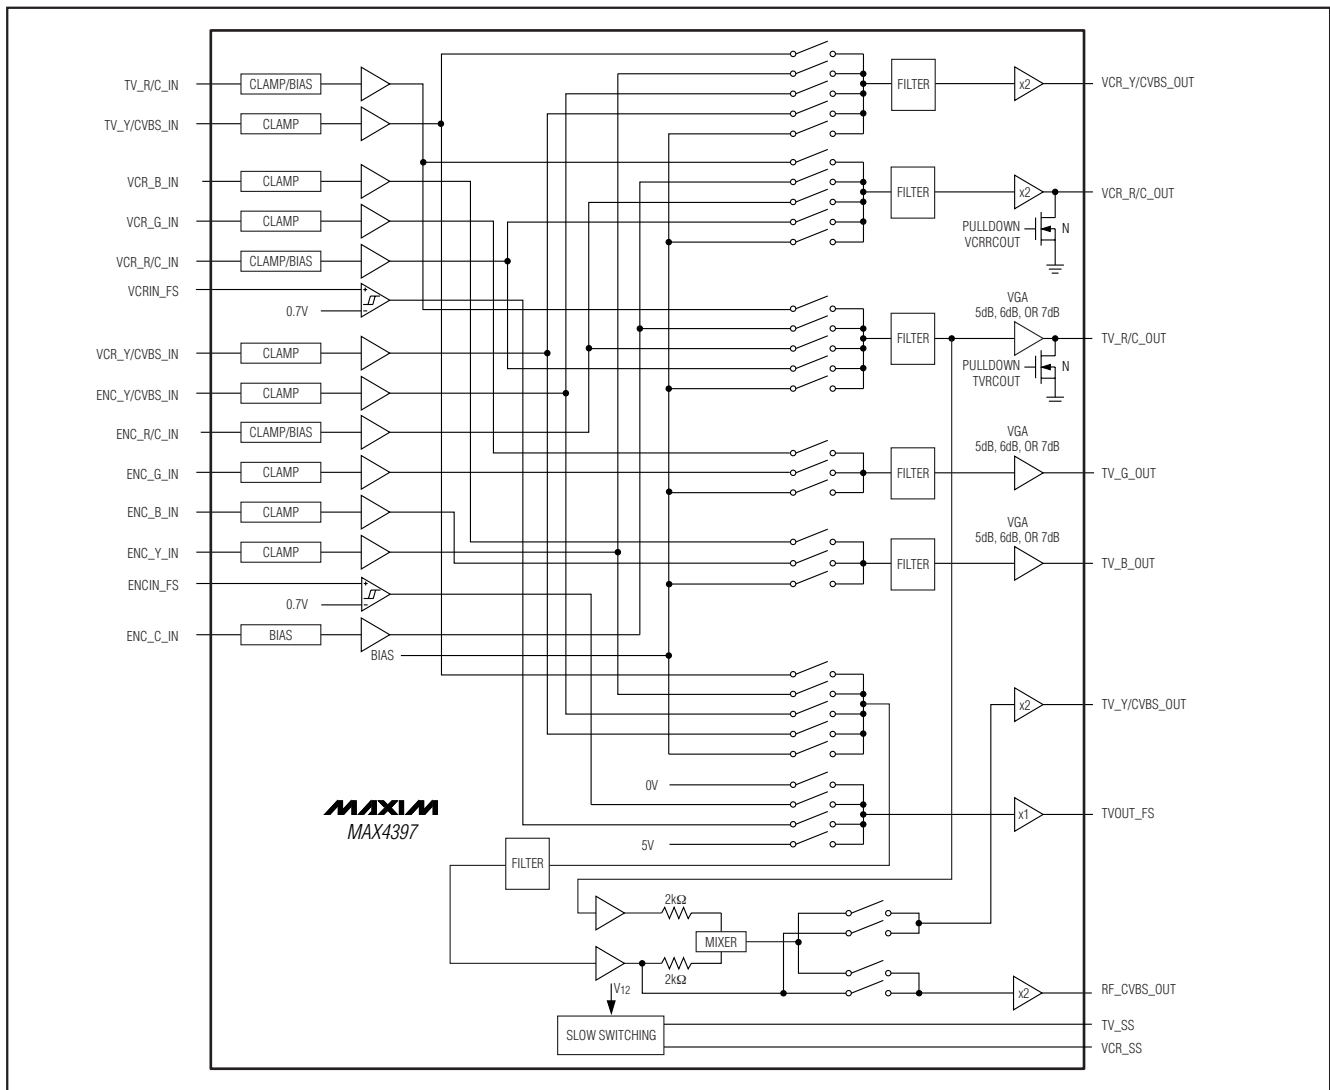 TV_R/C_IN
CLAMP/BIAS
FILTER
x2
VCR_Y/CVBS_OUT
TV_Y/CVBS_IN
CLAMP
VCR_B_IN
CLAMP
FILTER
x2
VCR_R/C_OUT
VCR_G_IN
CLAMP
PULLDOWN
VCRRCOUT
N
VCR_R/C_IN
CLAMP/BIAS
VCRIN_FS
+
0.7V
−
VGA
5dB, 6dB, OR 7dB
VCR_Y/CVBS_IN
CLAMP
FILTER
TV_R/C_OUT
PULLDOWN
TVRCOUT
N
ENC_Y/CVBS_IN
CLAMP
ENC_R/C_IN
CLAMP/BIAS
VGA
5dB, 6dB, OR 7dB
ENC_G_IN
CLAMP
FILTER
TV_G_OUT
ENC_B_IN
CLAMP
VGA
5dB, 6dB, OR 7dB
ENC_Y_IN
CLAMP
FILTER
TV_B_OUT
ENCIN_FS
+
0.7V
−
ENC_C_IN
BIAS
BIAS
x2
TV_Y/CVBS_OUT
0V
MAXIM
MAX4397
x1
TVOUT_FS
5V
FILTER
2kΩ
MIXER
2kΩ
V12
x2
RF_CVBS_OUT
SLOW SWITCHING
TV_SS
VCR_SS